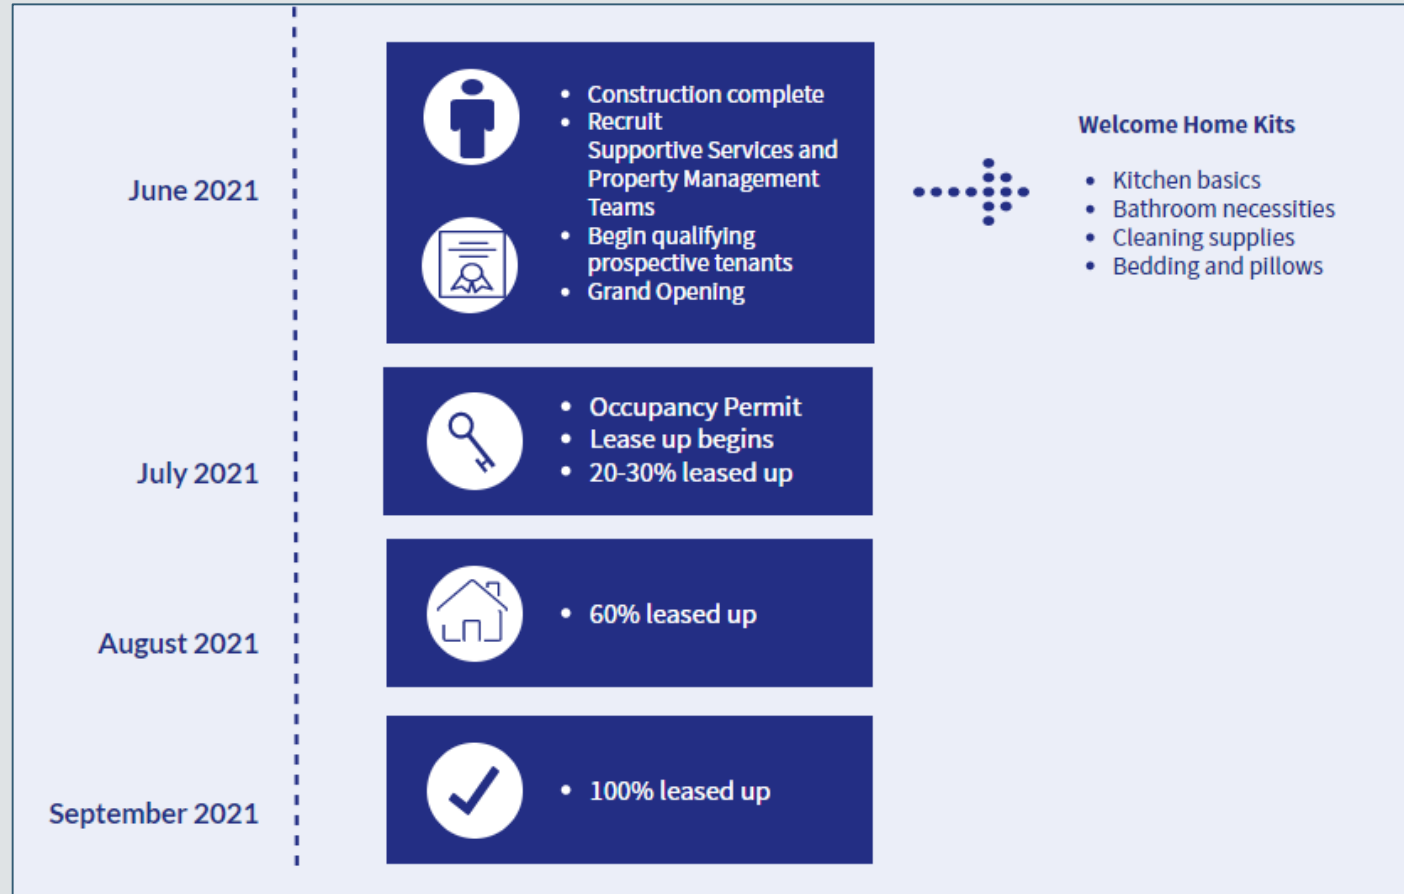 June 2021
• Construction complete
• Recruit
Supportive Services and
Property Management
Teams
• Begin qualifying
prospective tenants
• Grand Opening
Welcome Home Kits
• Kitchen basics
• Bathroom necessities
• Cleaning supplies
• Bedding and pillows
July 2021
• Occupancy Permit
• Lease up begins
• 20-30% leased up
August 2021
• 60% leased up
September 2021
• 100% leased up